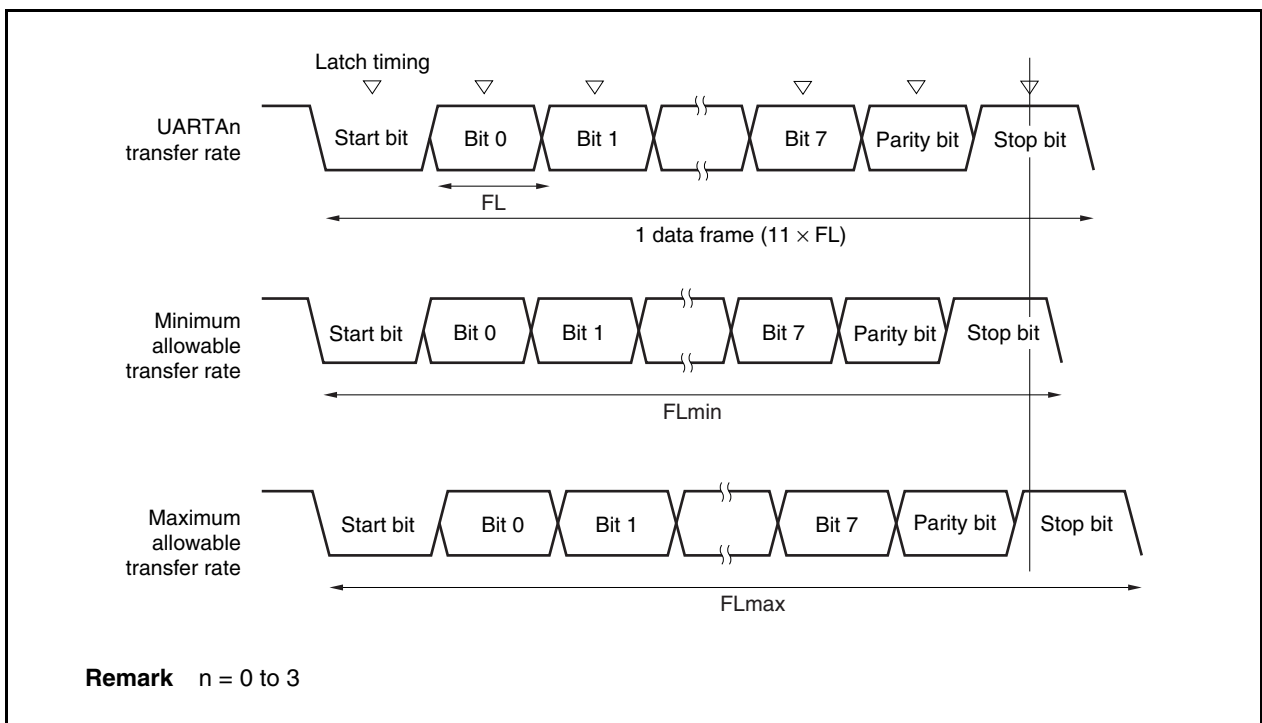 Latch timing
UARTAn
transfer rate
Start bit
Bit 0
Bit 1
Bit 7
Parity bit
Stop bit
FL
1 data frame (11 × FL)
Minimum
allowable
transfer rate
Start bit
Bit 0
Bit 1
Bit 7
Parity bit
Stop bit
FLmin
Maximum
allowable
transfer rate
Start bit
Bit 0
Bit 1
Bit 7
Parity bit
Stop bit
FLmax
Remark n = 0 to 3